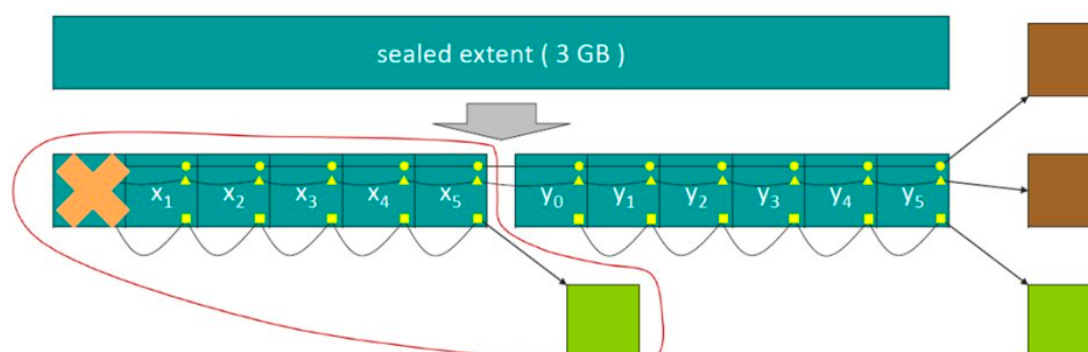 sealed extent ( 3 GB )
x₁ x₂ x₃ x₄ x₅ y₀ y₁ y₂ y₃ y₄ y₅